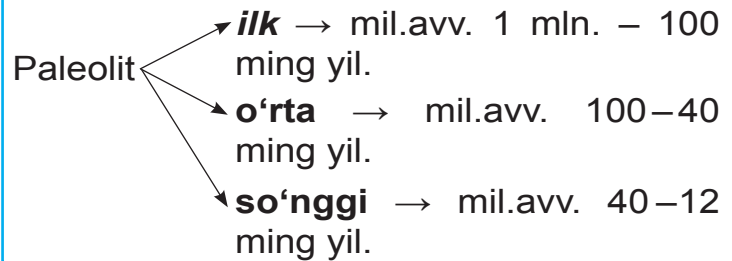 ilk → mil.avv. 1 mln. – 100
ming yil.
Paleolit
o‘rta → mil.avv. 100–40
ming yil.
so‘nggi → mil.avv. 40–12
ming yil.